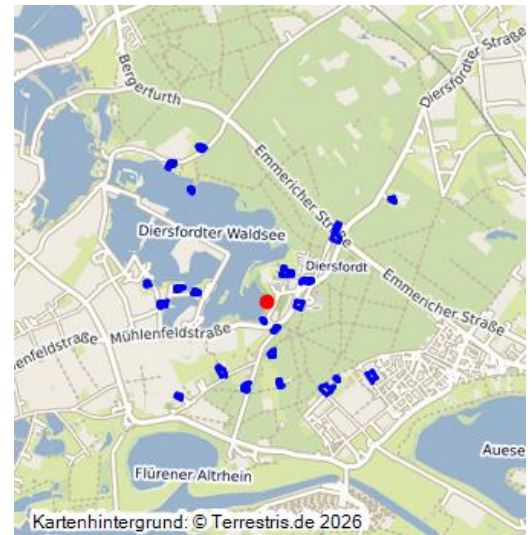 Diersfordter Straße
Bergerfurth
Emmericher Straße
Diersfordter Waldsee
Diersfordt
Emmericher Straße
Mühlenfeldstraße
enfeldstraße
Auese
Flürener Altrhein
Kartenhintergrund: © Terrestris.de 2026